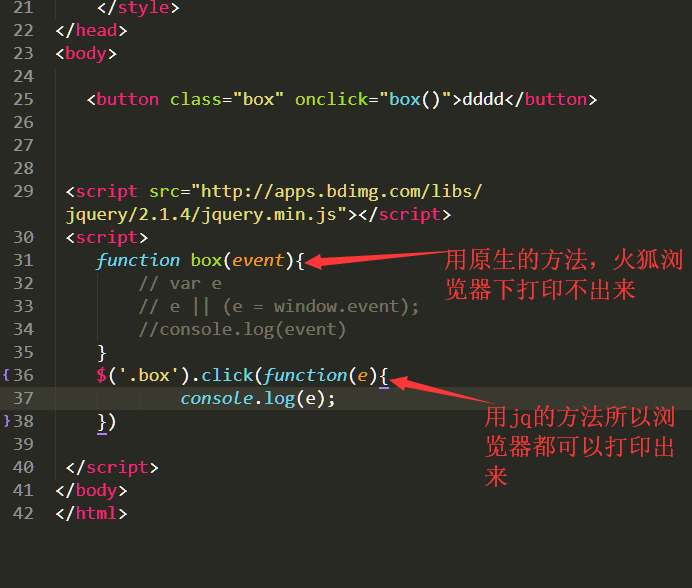 21 </style>
22 </head>
23 <body>
24
25 <button class="box" onclick="box()">dddd</button>
26
27
28
29 <script src="http://apps.bdimg.com/libs/
jquery/2.1.4/jquery.min.js"></script>
30 <script>
31 function box(event){
用原生的方法，火狐浏
览器下打印不出来
32 // var e
33 // e || (e = window.event);
34 //console.log(event)
35 }
{36 $('.box').click(function(e){
37 console.log(e);
}38 })
用jq的方法所以浏
览器都可以打印出
来
39
40 </script>
41 </body>
42 </html>